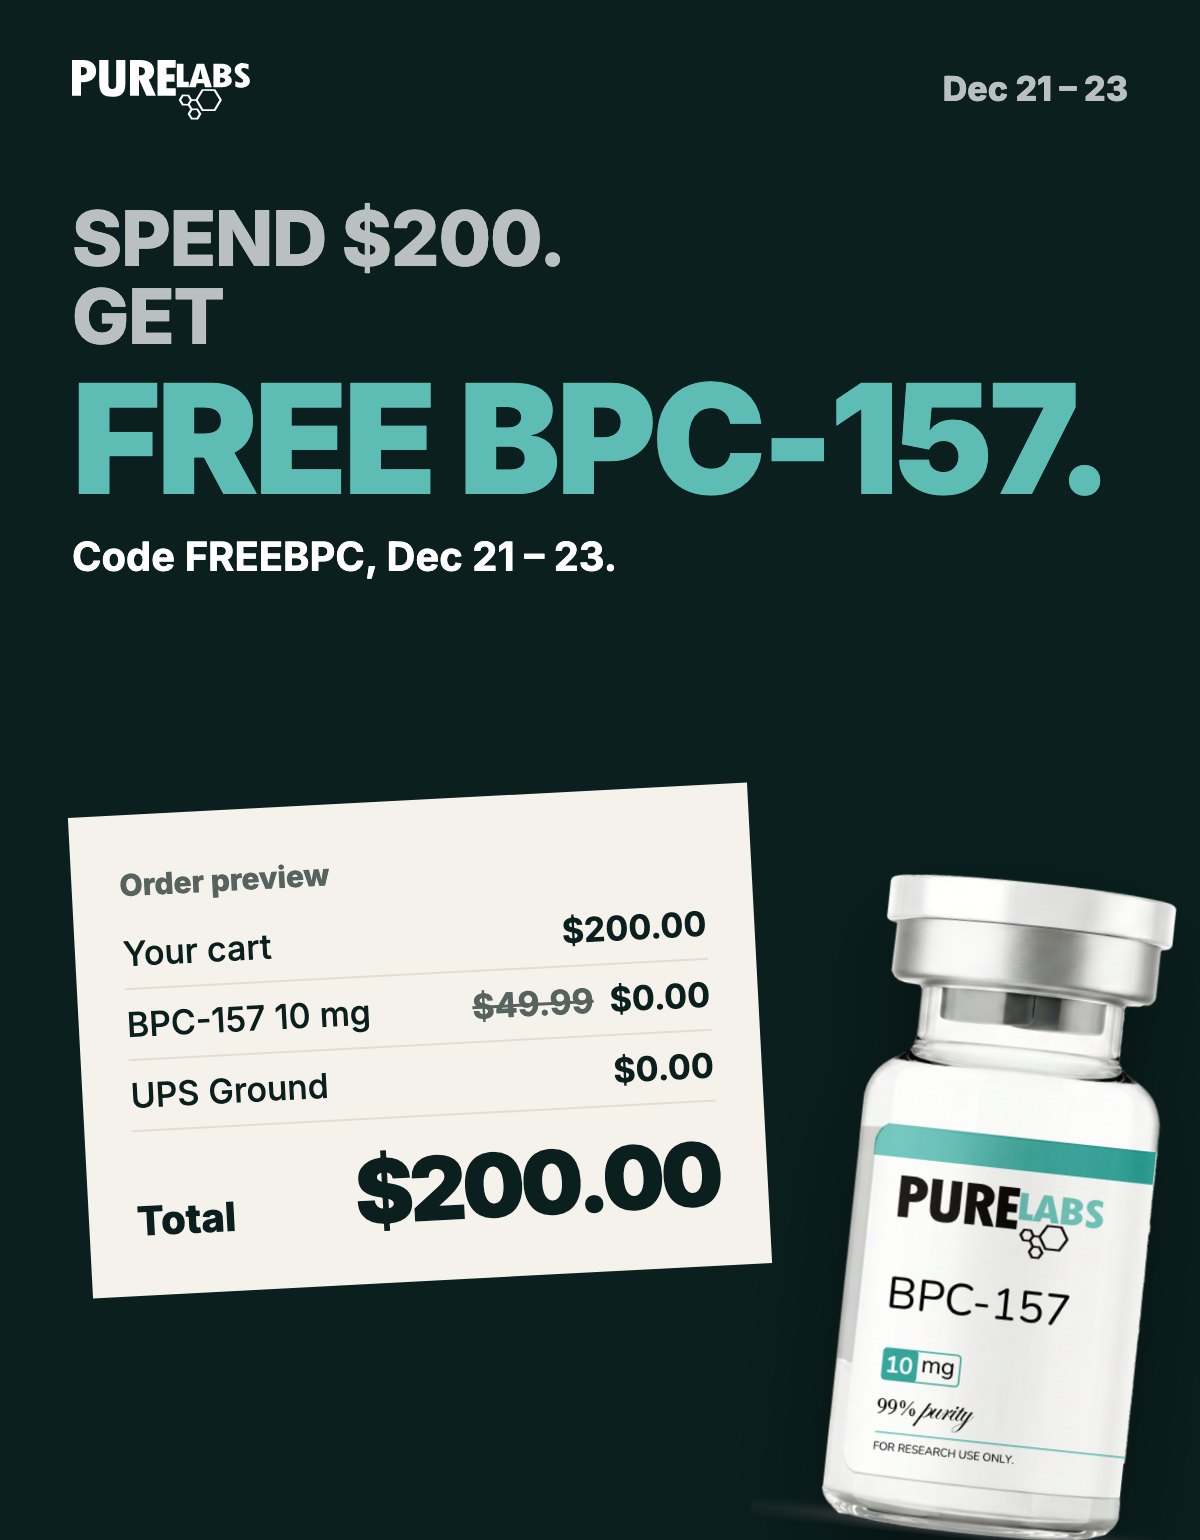 PURELABS
Dec 21 – 23
SPEND $200.
GET
FREE BPC-157.
Code FREEBPC, Dec 21 – 23.
Order preview
Your cart $200.00
BPC-157 10 mg $49.99 $0.00
UPS Ground $0.00
Total $200.00
PURELABS
BPC-157
10 mg
99% purity
FOR RESEARCH USE ONLY.